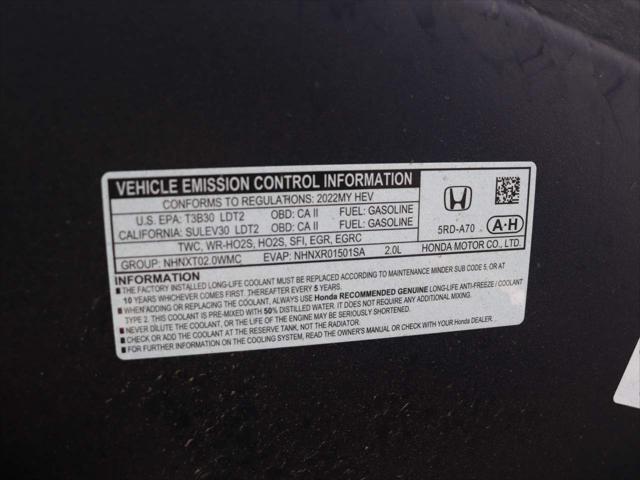 VEHICLE EMISSION CONTROL INFORMATION
CONFORMS TO REGULATIONS: 2022MY HEV
U.S. EPA: T3B30 LDT2 OBD: CA II FUEL: GASOLINE
CALIFORNIA: SULEV30 LDT2 OBD: CA II FUEL: GASOLINE
TWC, WR-HO2S, HO2S, SFI, EGR, EGRC
GROUP: NHNXT02.0WMC EVAP: NHNXR01501SA 2.0L
5RD-A70 A-H
HONDA MOTOR CO., LTD.
INFORMATION
FACTORY INSTALLED LONG-LIFE COOLANT MUST BE REPLACED ACCORDING TO MAINTENANCE MINDER SUB CODE 5, OR AT
10 YEARS WHICHEVER COMES FIRST. THEREAFTER EVERY 5 YEARS.
WHEN ADDING OR REPLACING THE COOLANT, ALWAYS USE Honda RECOMMENDED GENUINE LONG-LIFE ANTI-FREEZE / COOLANT
TYPE 2. THIS COOLANT IS PRE-MIXED WITH 50% DISTILLED WATER. IT DOES NOT REQUIRE ANY ADDITIONAL MIXING.
NEVER DILUTE THE COOLANT, OR THE LIFE OF THE ENGINE MAY BE SERIOUSLY SHORTENED.
CHECK OR ADD THE COOLANT AT THE RESERVE TANK, NOT THE RADIATOR.
FOR FURTHER INFORMATION ON THE COOLING SYSTEM, READ THE OWNER'S MANUAL OR CHECK WITH YOUR Honda DEALER.